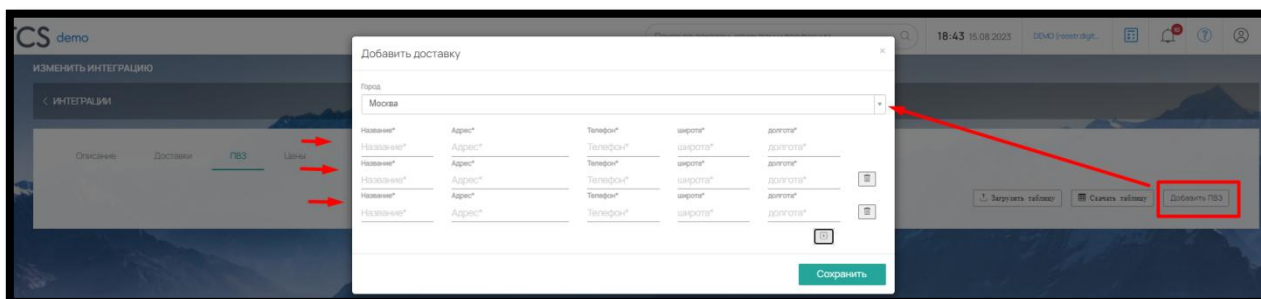 TCS demo
18:43 15.08.2023
ИЗМЕНИТЬ ИНТЕГРАЦИЮ
< ИНТЕГРАЦИИ
Описание Доставки ПВЗ Цены
Загрузить таблицу Скачать таблицу Добавить ПВЗ
Добавить доставку
Город
Москва
Название* Адрес* Телефон* широта* долгота*
Название* Адрес* Телефон* широта* долгота*
Название* Адрес* Телефон* широта* долгота*
Название* Адрес* Телефон* широта* долгота*
Название* Адрес* Телефон* широта* долгота*
Название* Адрес* Телефон* широта* долгота*
Сохранить